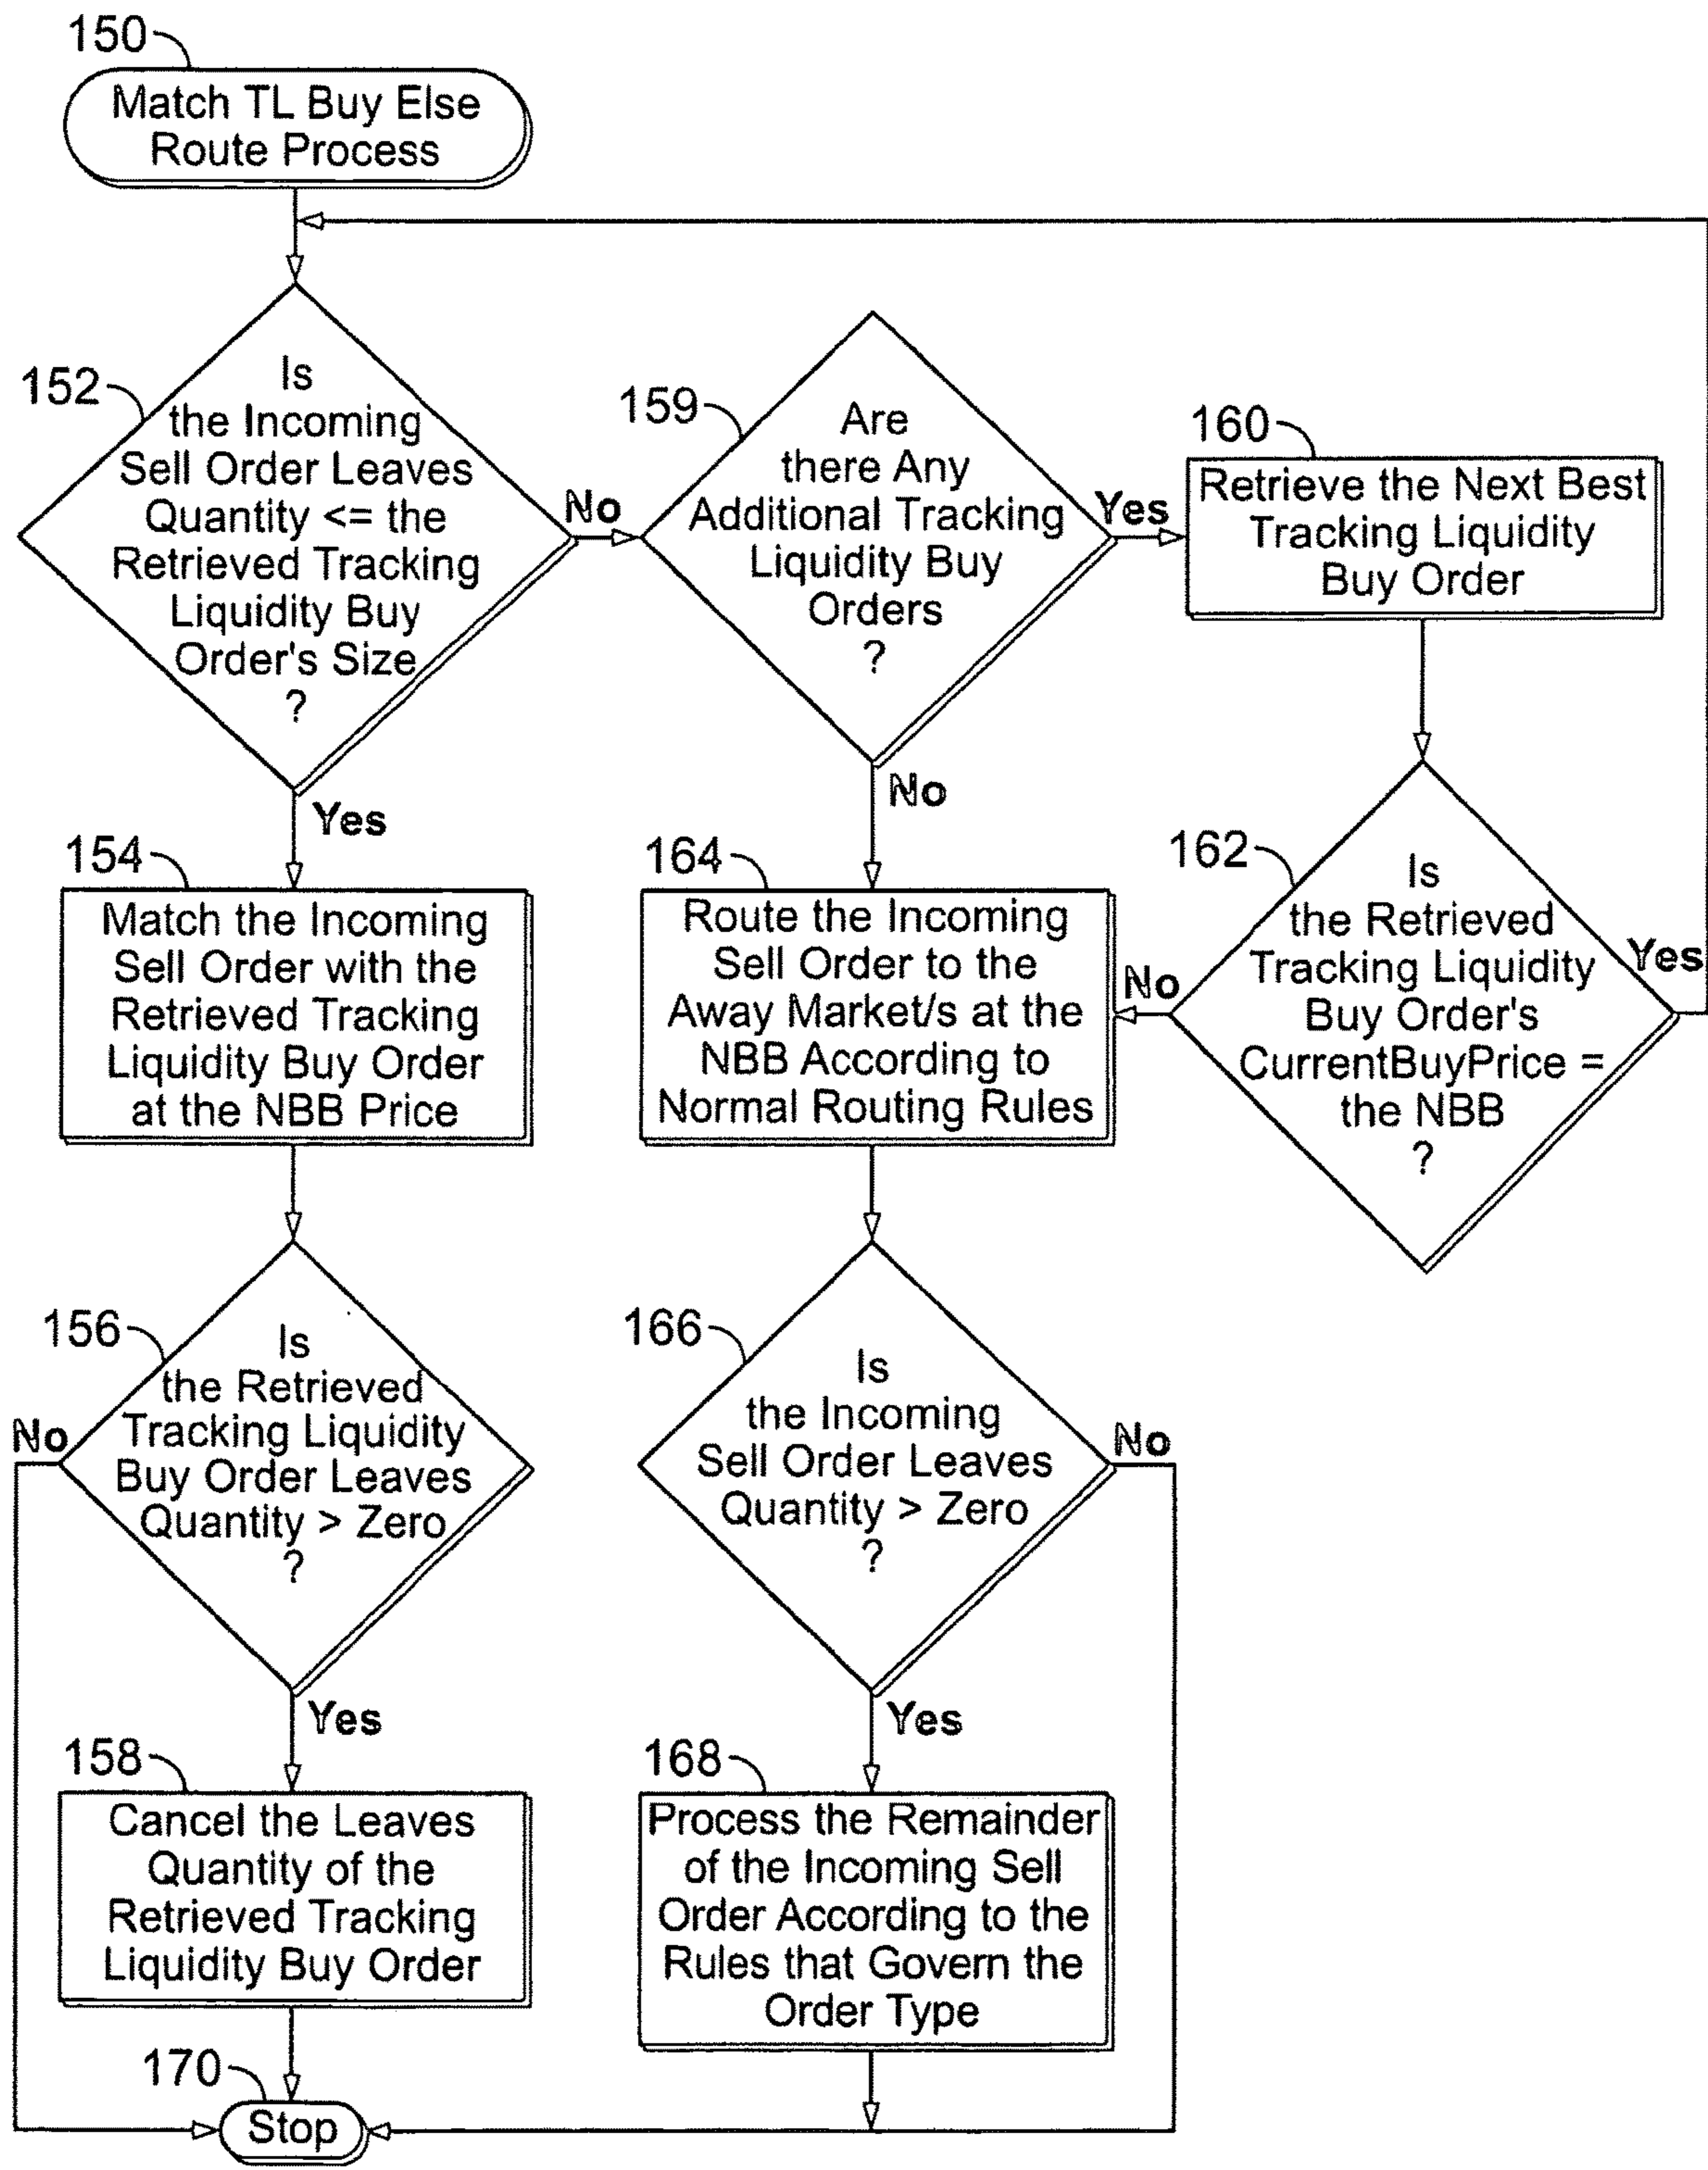 150
Match TL Buy Else
Route Process
152
Is
the Incoming
Sell Order Leaves
Quantity <= the
Retrieved Tracking
Liquidity Buy
Order's Size
?
No
Yes
159
Are
there Any
Additional Tracking
Liquidity Buy
Orders
?
Yes
No
160
Retrieve the Next Best
Tracking Liquidity
Buy Order
162
Is
the Retrieved
Tracking Liquidity
Buy Order's
CurrentBuyPrice =
the NBB
?
Yes
No
154
Match the Incoming
Sell Order with the
Retrieved Tracking
Liquidity Buy Order
at the NBB Price
164
Route the Incoming
Sell Order to the
Away Market/s at the
NBB According to
Normal Routing Rules
156
Is
the Retrieved
Tracking Liquidity
Buy Order Leaves
Quantity > Zero
?
No
Yes
166
Is
the Incoming
Sell Order Leaves
Quantity > Zero
?
No
Yes
158
Cancel the Leaves
Quantity of the
Retrieved Tracking
Liquidity Buy Order
168
Process the Remainder
of the Incoming Sell
Order According to the
Rules that Govern the
Order Type
170
Stop